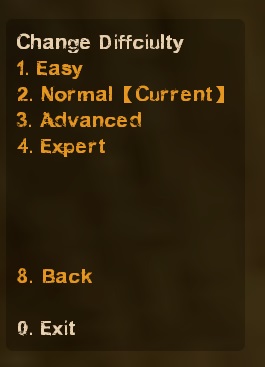 Change Diffciulty
1. Easy
2. Normal【Current】
3. Advanced
4. Expert
8. Back
0. Exit